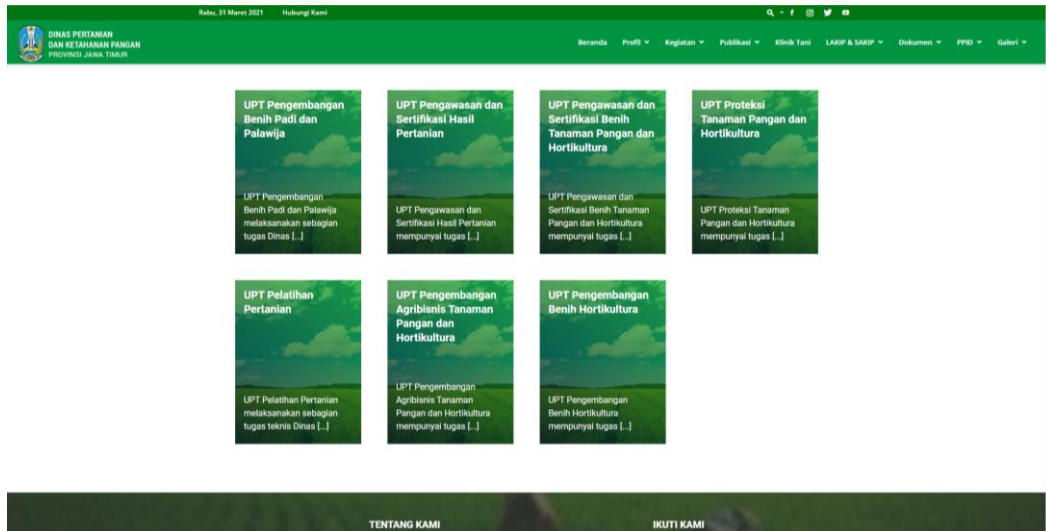 Rabu, 31 Maret 2021 Hubungi Kami
DINAS PERTANIAN
DAN KETAHANAN PANGAN
PROVINSI JAWA TIMUR
Beranda Profil Kegiatan Publikasi Klinik Tani LAKIP & SAKIP Dokumen PPID Galeri
UPT Pengembangan
Benih Padi dan
Palawija
UPT Pengembangan
Benih Padi dan Palawija
melaksanakan sebagian
tugas Dinas [...]
UPT Pengawasan dan
Sertifikasi Hasil
Pertanian
UPT Pengawasan dan
Sertifikasi Hasil Pertanian
mempunyai tugas [...]
UPT Pengawasan dan
Sertifikasi Benih
Tanaman Pangan dan
Hortikultura
UPT Pengawasan dan
Sertifikasi Benih Tanaman
Pangan dan Hortikultura
mempunyai tugas [...]
UPT Proteksi
Tanaman Pangan dan
Hortikultura
UPT Proteksi Tanaman
Pangan dan Hortikultura
mempunyai tugas [...]
UPT Pelatihan
Pertanian
UPT Pelatihan Pertanian
melaksanakan sebagian
tugas teknis Dinas [...]
UPT Pengembangan
Agribisnis Tanaman
Pangan dan
Hortikultura
UPT Pengembangan
Agribisnis Tanaman
Pangan dan Hortikultura
mempunyai tugas [...]
UPT Pengembangan
Benih Hortikultura
UPT Pengembangan
Benih Hortikultura
mempunyai tugas [...]
TENTANG KAMI IKUTI KAMI